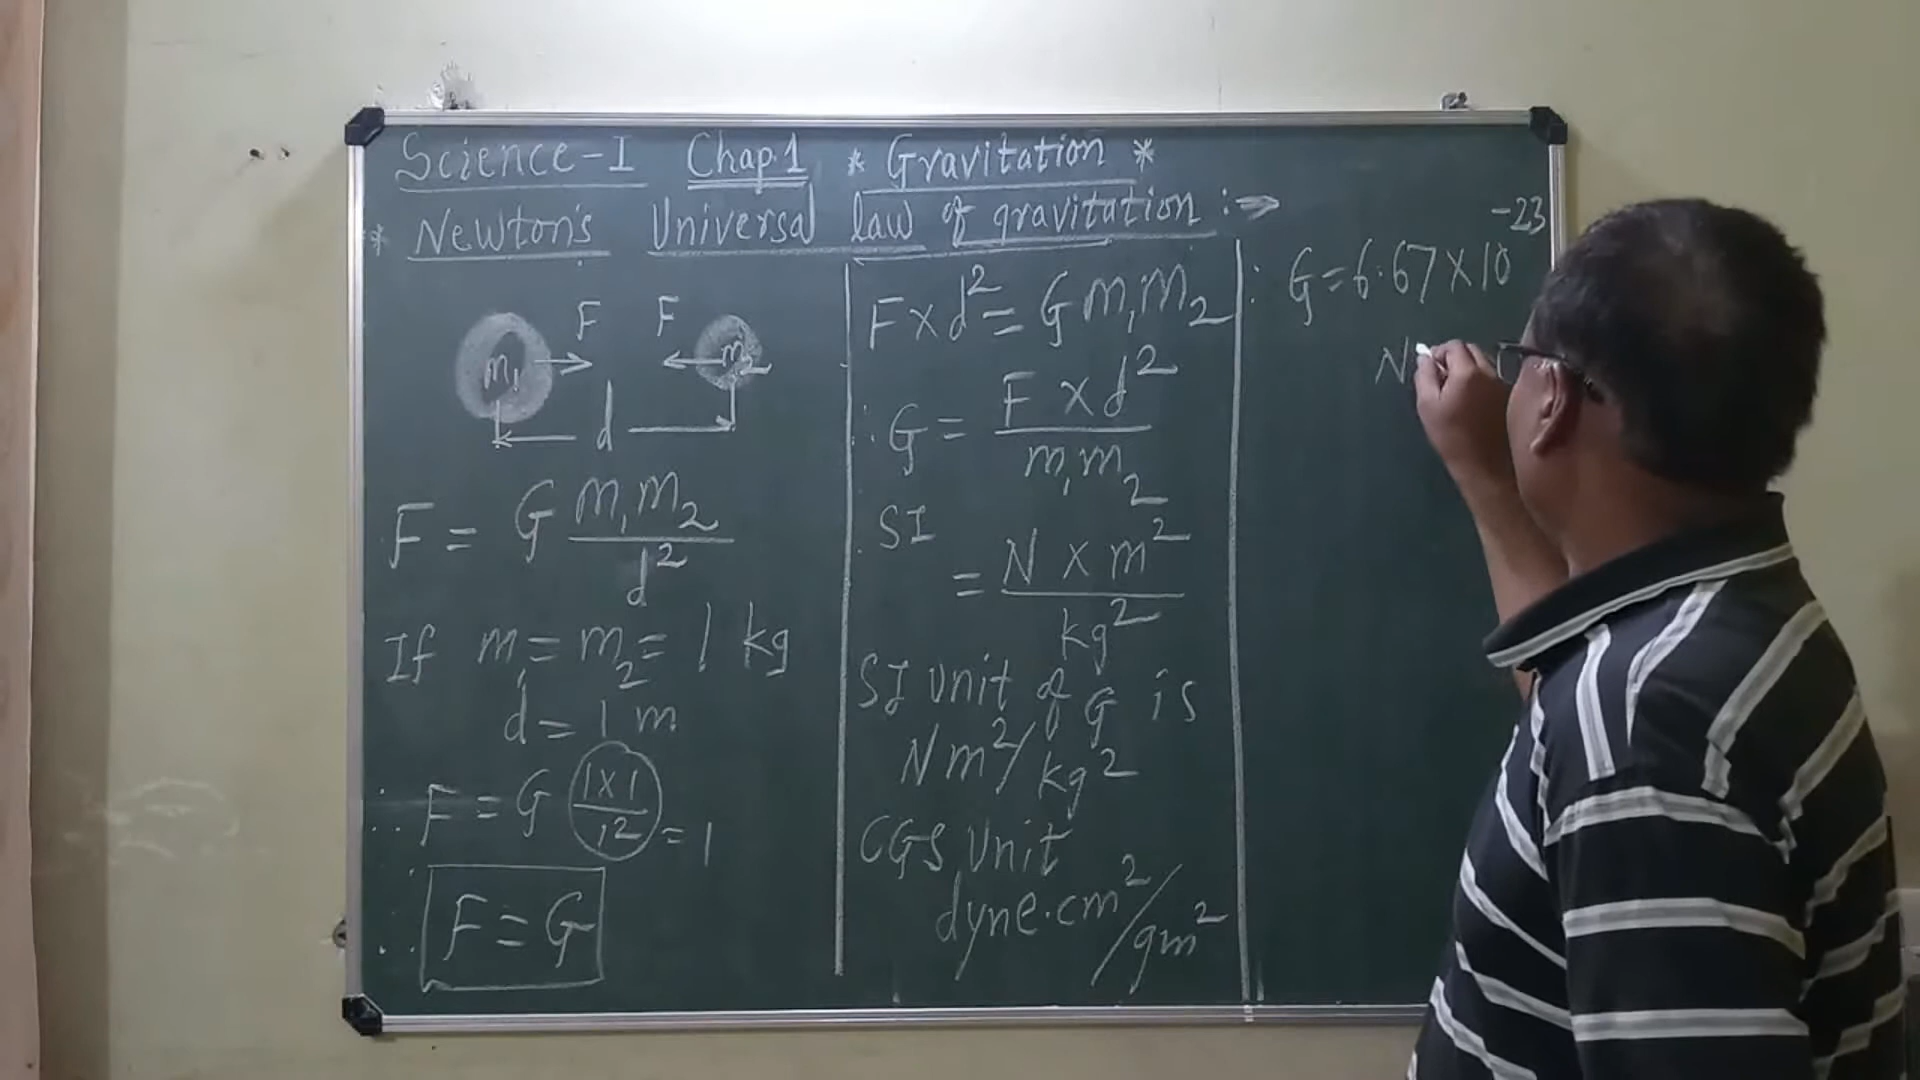 Science-I Chap.1 * Gravitation *
* Newton's Universal law of gravitation :→
m₁ F F m₂
d
F = G m₁m₂ / d²
If m₁ = m₂ = 1 kg
d = 1 m
∴ F = G (1×1 / 1²) = 1
∴ F = G
F×d² = G m₁m₂
∴ G = F × d² / m₁m₂
SI
= N × m² / kg²
SI Unit of G is
Nm²/kg²
CGS Unit
dyne.cm²/gm²
: G = 6.67×10⁻²³
N